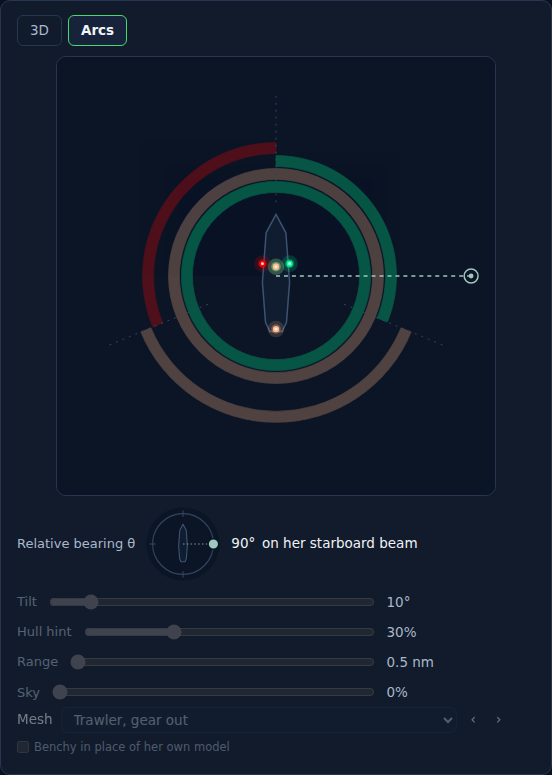 3D Arcs
Relative bearing θ 90° on her starboard beam
Tilt 10°
Hull hint 30%
Range 0.5 nm
Sky 0%
Mesh Trawler, gear out ‹ ›
Benchy in place of her own model